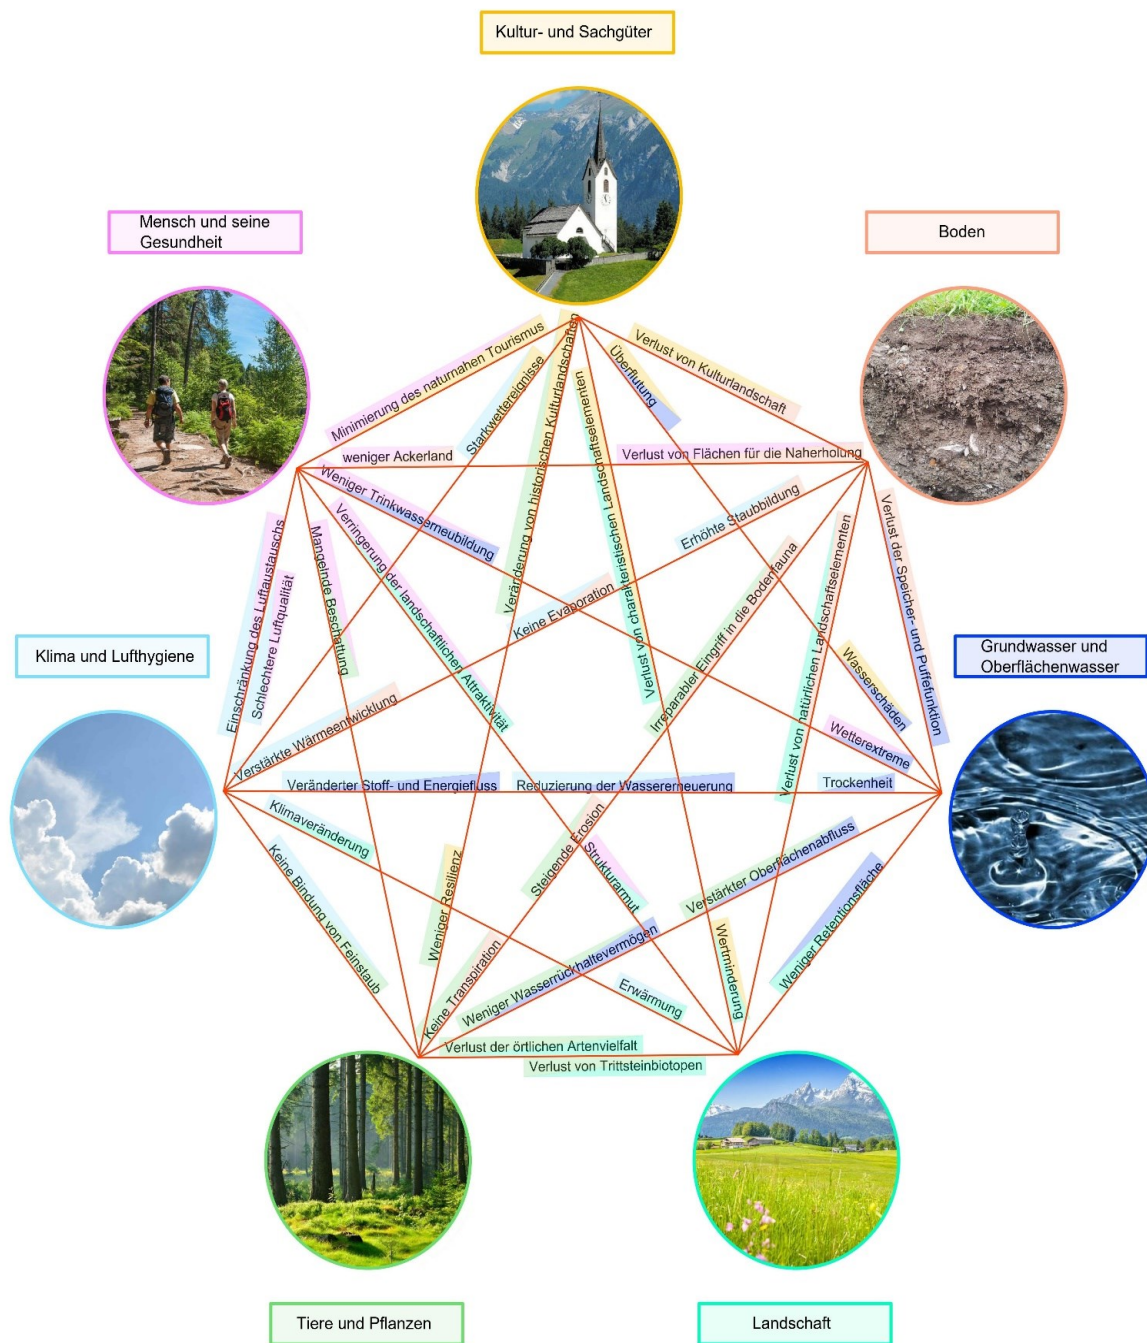 Kultur- und Sachgüter
Mensch und seine
Gesundheit
Boden
Minimierung des naturnahen Tourismus
Starkwettereignisse
Veränderung von historischen Kulturlandschaften
Verlust von charakteristischen Landschaftselementen
Überflutung
Verlust von Kulturlandschaft
weniger Ackerland
Verlust von Flächen für die Naherholung
Weniger Trinkwasserneubildung
Verringerung der landschaftlichen Attraktivität
Mangelnde Beschattung
Einschränkung des Luftaustauschs
Schlechtere Luftqualität
Erhöhte Staubbildung
Keine Evaporation
Verstärkte Wärmeentwicklung
Irreparabler Eingriff in die Bodenfauna
Verlust von natürlichen Landschaftselementen
Verlust der Speicher- und Puffefunktion
Klima und Lufthygiene
Grundwasser und
Oberflächenwasser
Wasserschäden
Wetterextreme
Veränderter Stoff- und Energiefluss
Reduzierung der Wassererneuerung
Trockenheit
Klimaveränderung
Keine Bindung von Feinstaub
Weniger Resilienz
Steigende Erosion
Strukturarmut
Verstärkter Oberflächenabfluss
Weniger Retentionsfläche
Keine Transpiration
Weniger Wasserrückhaltevermögen
Erwärmung
Wertminderung
Verlust der örtlichen Artenvielfalt
Verlust von Trittsteinbiotopen
Tiere und Pflanzen
Landschaft